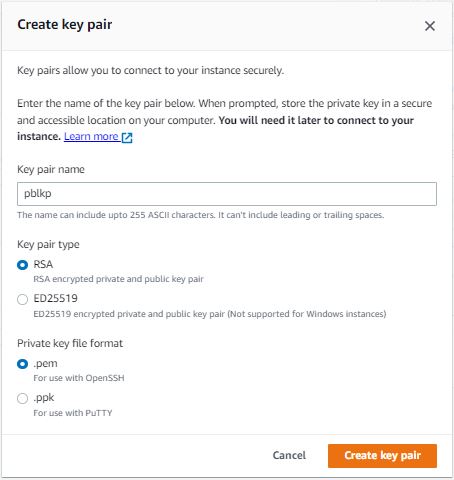 Create key pair
Key pairs allow you to connect to your instance securely.
Enter the name of the key pair below. When prompted, store the private key in a secure
and accessible location on your computer. You will need it later to connect to your
instance. Learn more
Key pair name
pblkp
The name can include upto 255 ASCII characters. It can't include leading or trailing spaces.
Key pair type
RSA
RSA encrypted private and public key pair
ED25519
ED25519 encrypted private and public key pair (Not supported for Windows instances)
Private key file format
.pem
For use with OpenSSH
.ppk
For use with PuTTY
Cancel
Create key pair